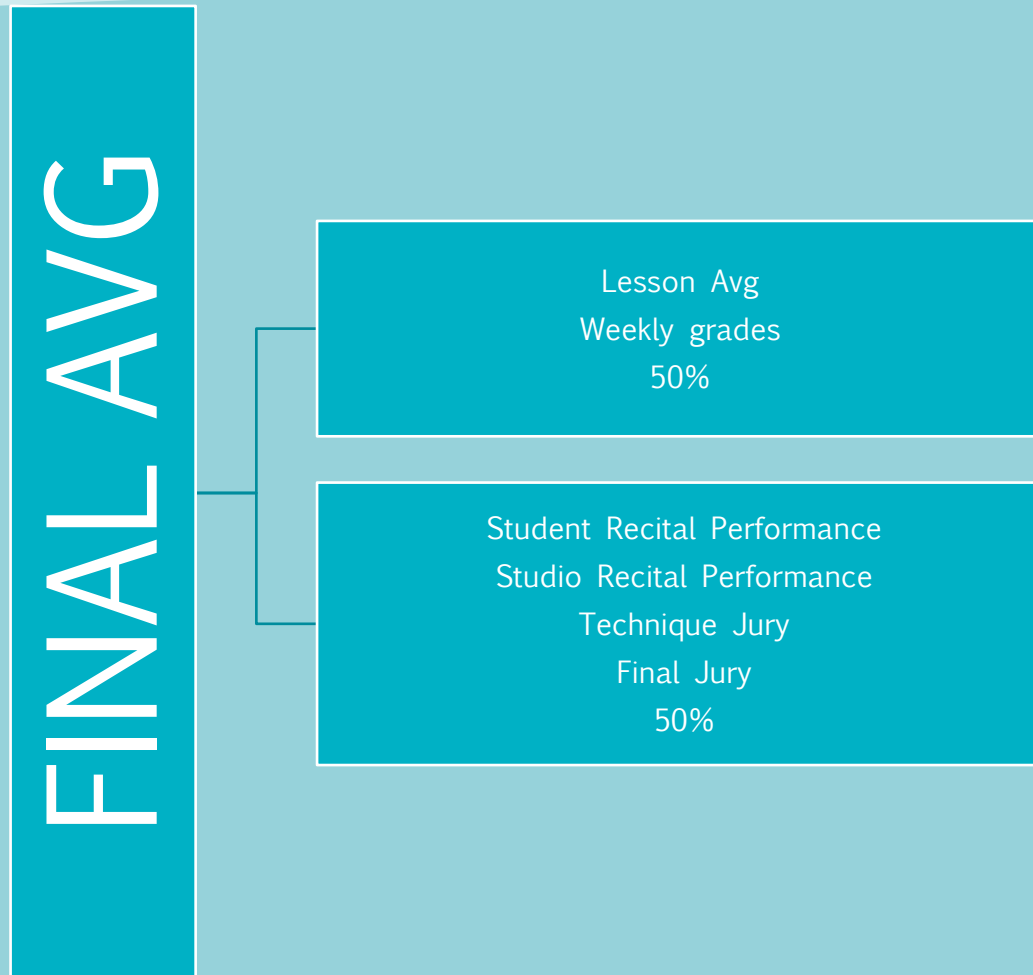 FINAL AVG
Lesson Avg
Weekly grades
50%
Student Recital Performance
Studio Recital Performance
Technique Jury
Final Jury
50%